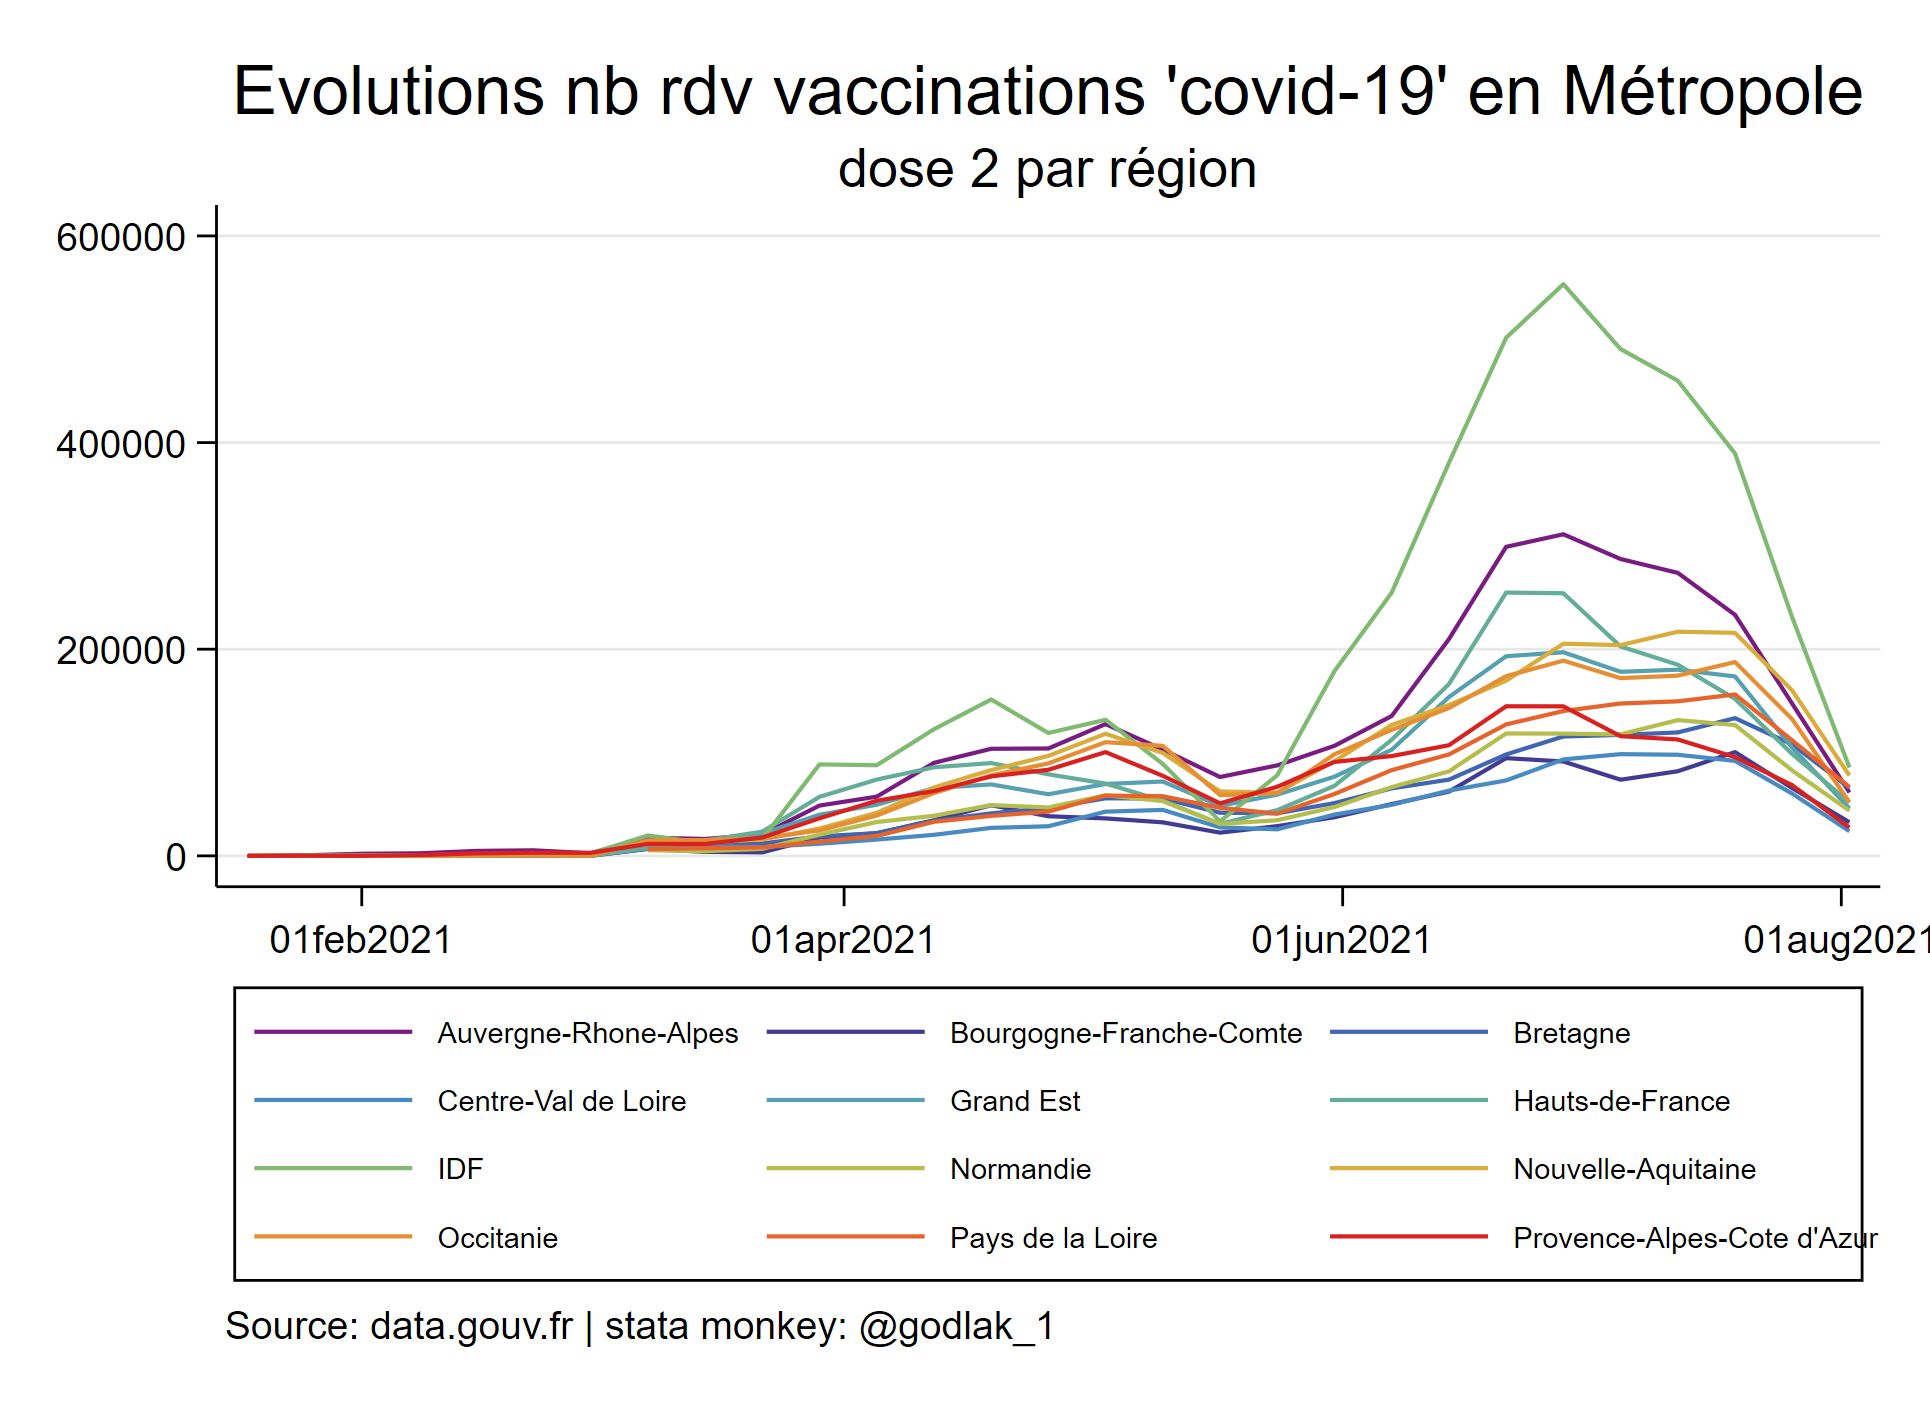 Evolutions nb rdv vaccinations 'covid-19' en Métropole
dose 2 par région
600000
400000
200000
0
01feb2021 01apr2021 01jun2021 01aug2021
Auvergne-Rhone-Alpes Bourgogne-Franche-Comte Bretagne
Centre-Val de Loire Grand Est Hauts-de-France
IDF Normandie Nouvelle-Aquitaine
Occitanie Pays de la Loire Provence-Alpes-Cote d'Azur
Source: data.gouv.fr | stata monkey: @godlak_1